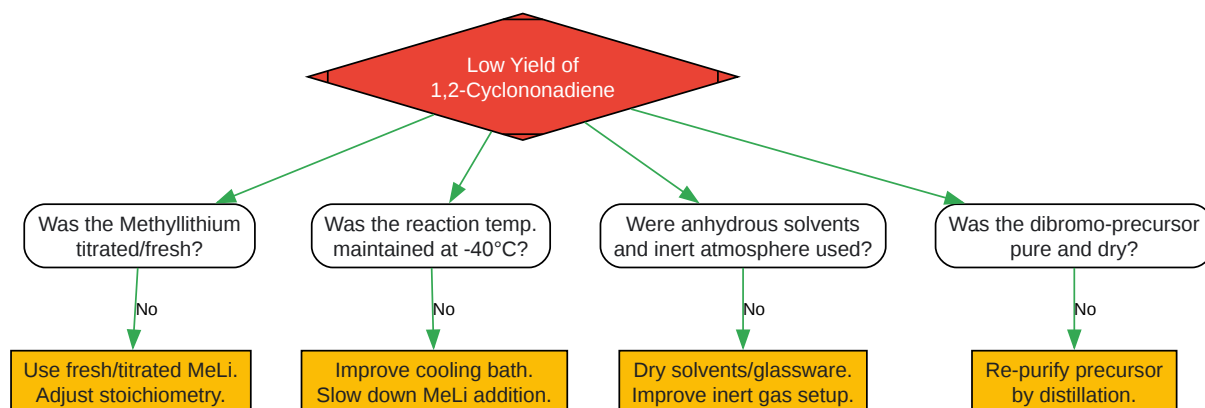 Low Yield of
1,2-Cyclononadiene
Was the Methyllithium
titrated/fresh?
Was the reaction temp.
maintained at -40°C?
Were anhydrous solvents
and inert atmosphere used?
Was the dibromo-precursor
pure and dry?
No
No
No
No
Use fresh/titrated MeLi.
Adjust stoichiometry.
Improve cooling bath.
Slow down MeLi addition.
Dry solvents/glassware.
Improve inert gas setup.
Re-purify precursor
by distillation.